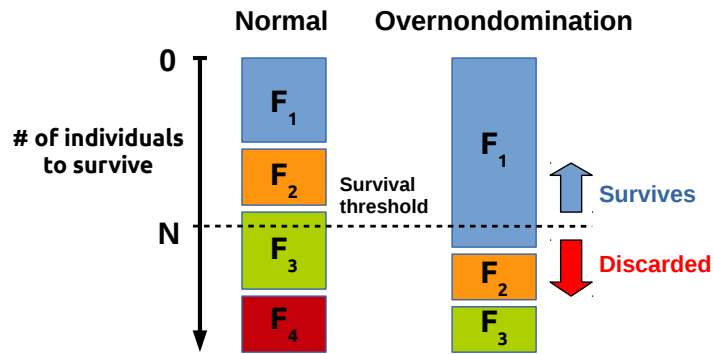 Normal
Overnondomination
0
# of individuals
to survive
N
F1
F2
F3
F4
Survival
threshold
F1
F2
F3
Survives
Discarded